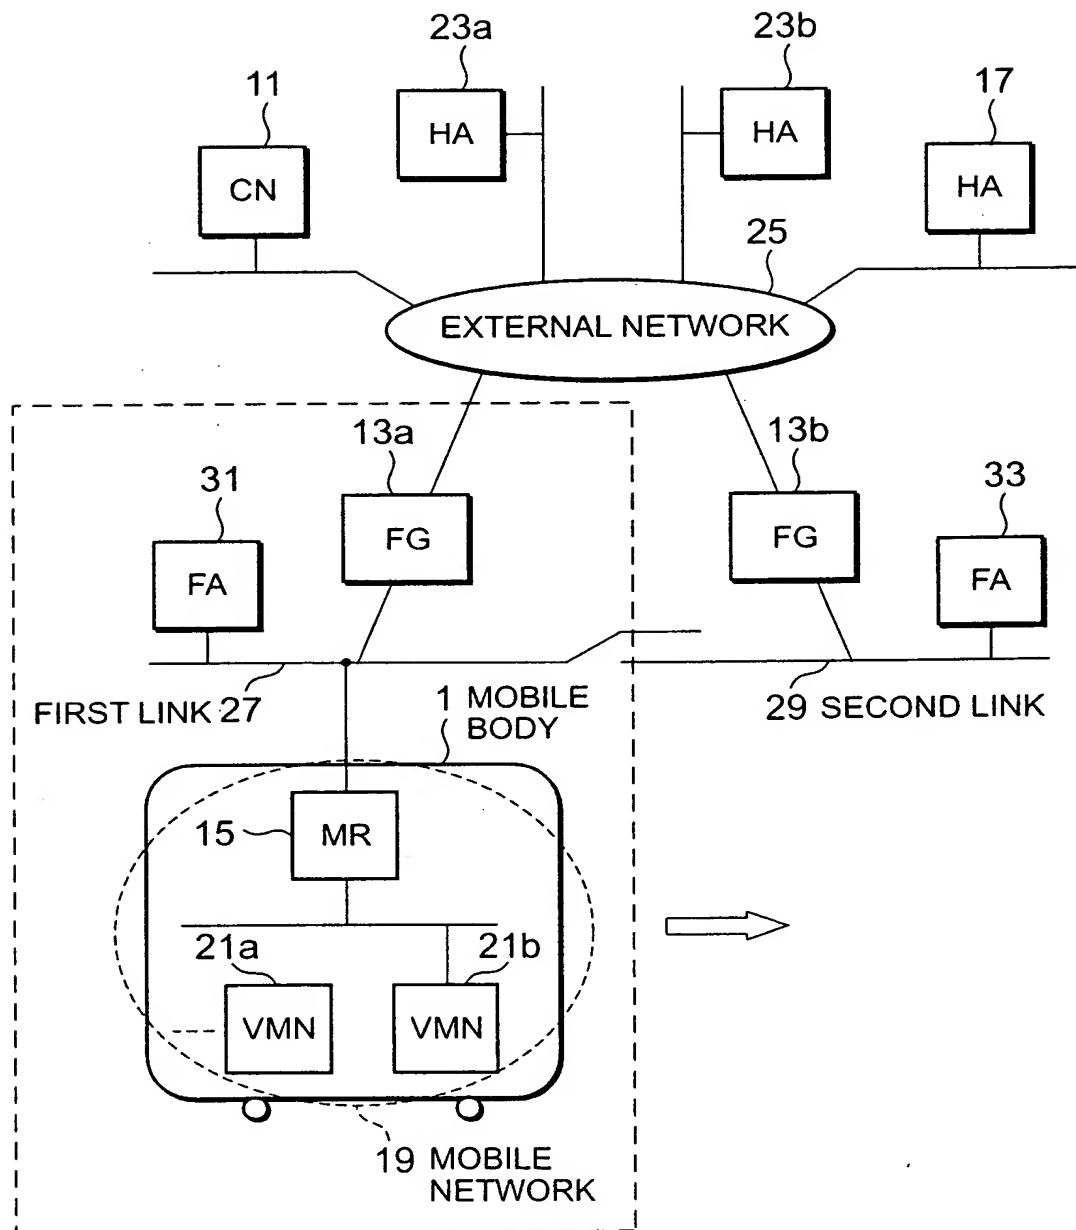 23a
23b
11
17
HA
HA
CN
HA
25
EXTERNAL NETWORK
13a
13b
31
33
FG
FG
FA
FA
FIRST LINK 27
1 MOBILE
BODY
29 SECOND LINK
15
MR
21a
21b
VMN
VMN
19 MOBILE
NETWORK